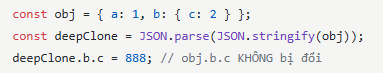 const obj = { a: 1, b: { c: 2 } };
const deepClone = JSON.parse(JSON.stringify(obj));
deepClone.b.c = 888; // obj.b.c KHÔNG bị đổi